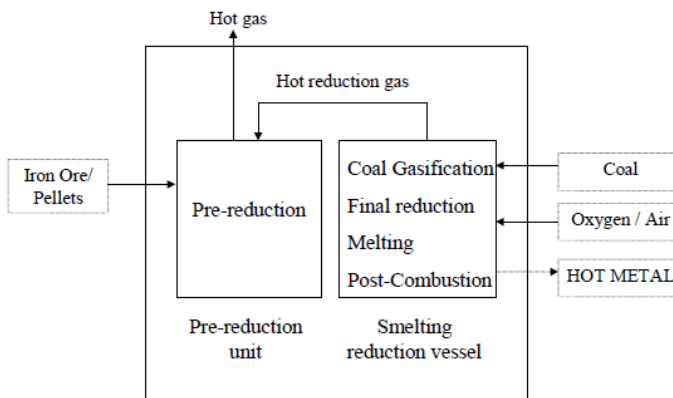 Hot gas
Hot reduction gas
Iron Ore/
Pellets
Pre-reduction
Coal Gasification
Final reduction
Melting
Post-Combustion
Coal
Oxygen / Air
HOT METAL
Pre-reduction
unit
Smelting
reduction vessel